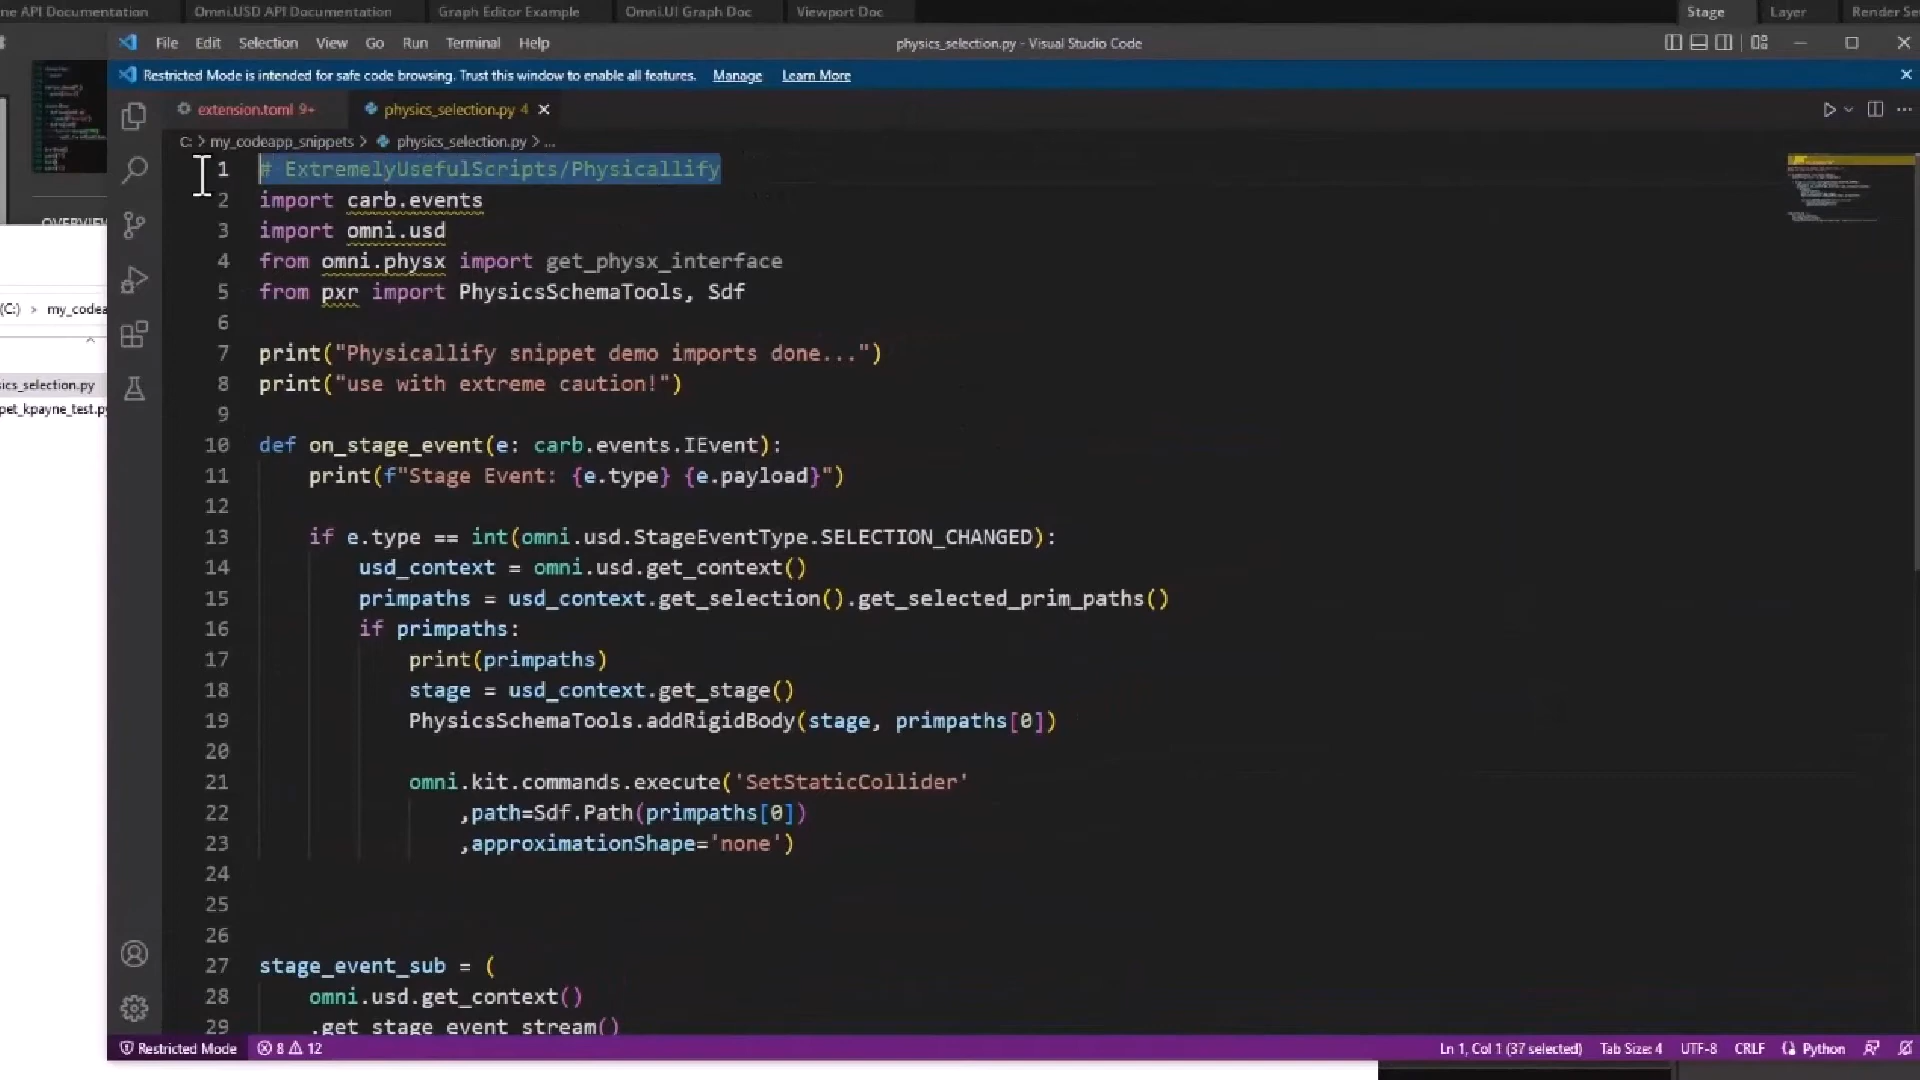 ne API Documentation
Omni.USD API Documentation
Graph Editor Example
Omni.UI Graph Doc
Viewport Doc
Stage
Layer
Render Se
File Edit Selection View Go Run Terminal Help
physics_selection.py - Visual Studio Code
Restricted Mode is intended for safe code browsing. Trust this window to enable all features. Manage Learn More
extension.toml 9+
physics_selection.py 4
C: > my_codeapp_snippets > physics_selection.py > ...
OVERVIEW
(C:) > my_codea
ics_selection.py
pet_kpayne_test.py
1 # ExtremelyUsefulScripts/Physicallify
2 import carb.events
3 import omni.usd
4 from omni.physx import get_physx_interface
5 from pxr import PhysicsSchemaTools, Sdf
6
7 print("Physicallify snippet demo imports done...")
8 print("use with extreme caution!")
9
10 def on_stage_event(e: carb.events.IEvent):
11 print(f"Stage Event: {e.type} {e.payload}")
12
13 if e.type == int(omni.usd.StageEventType.SELECTION_CHANGED):
14 usd_context = omni.usd.get_context()
15 primpaths = usd_context.get_selection().get_selected_prim_paths()
16 if primpaths:
17 print(primpaths)
18 stage = usd_context.get_stage()
19 PhysicsSchemaTools.addRigidBody(stage, primpaths[0])
20
21 omni.kit.commands.execute('SetStaticCollider'
22 ,path=Sdf.Path(primpaths[0])
23 ,approximationShape='none')
24
25
26
27 stage_event_sub = (
28 omni.usd.get_context()
29 .get_stage_event_stream()
Restricted Mode
8 12
Ln 1, Col 1 (37 selected) Tab Size: 4 UTF-8 CRLF Python